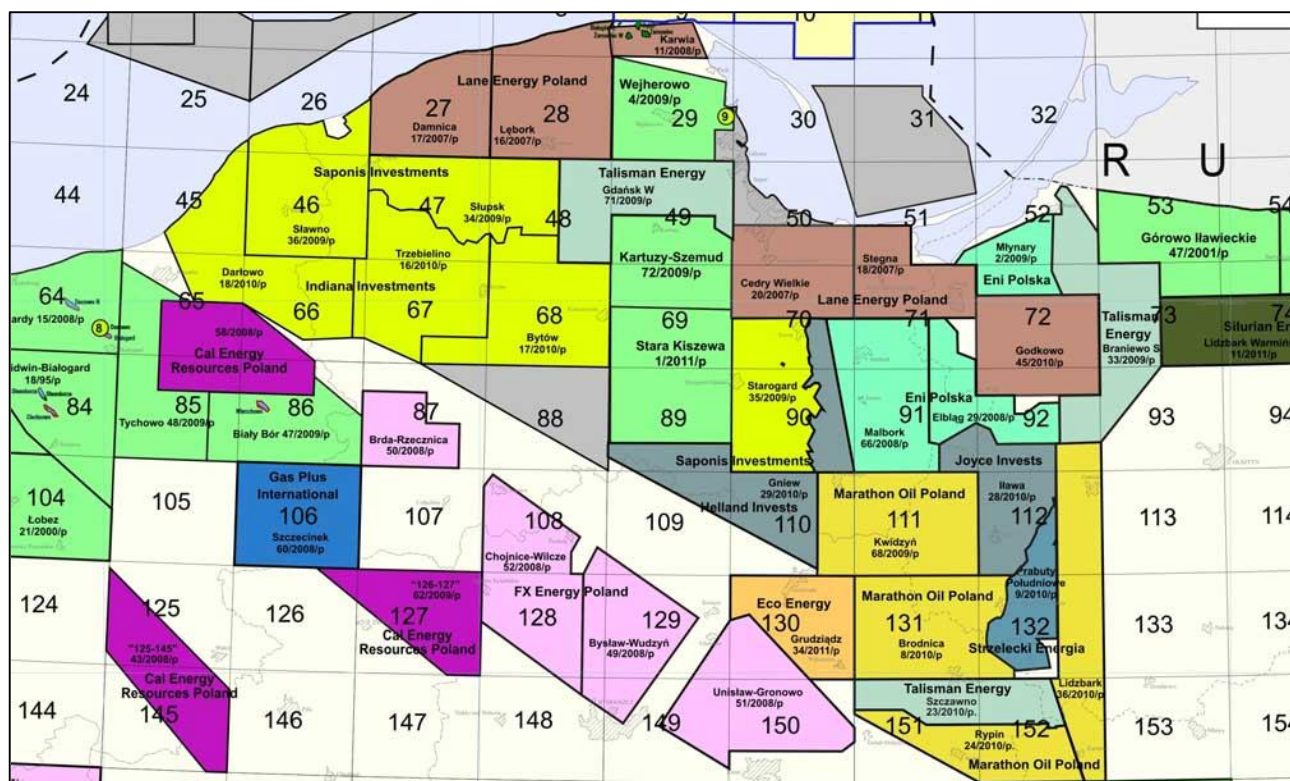 24
25
26
30
31
32
44
45
Karwia
11/2008/p
Lane Energy Poland
27
Damnica
17/2007/p
28
Lębork
16/2007/p
Wejherowo
4/2009/p
29
9
R U
Saponis Investments
46
Sławno
36/2009/p
47
Słupsk
34/2009/p
48
Talisman Energy
Gdańsk W
71/2009/p
49
50
51
52
53
54
Górowo Iławieckie
47/2001/p
Młynary
2/2009/p
Eni Polska
Trzebielino
16/2010/p
Kartuzy-Szemud
72/2009/p
Stegna
18/2007/p
Cedry Wielkie
20/2007/p
Lane Energy Poland
Darłowo
18/2010/p
Indiana Investments
64
ardy 15/2008/p
8
65
58/2008/p
66
67
68
Bytów
17/2010/p
69
Stara Kiszewa
1/2011/p
70
71
72
Godkowo
45/2010/p
Talisman
Energy
Braniewo S
33/2009/p
73
74
Silurian En
Lidzbark Warmińs
11/2011/p
Cal Energy
Resources Poland
idwin-Białogard
18/95/p
84
85
Tychowo 48/2009/p
86
Biały Bór 47/2009/p
87
Brda-Rzecznica
50/2008/p
88
89
Starogard
35/2009/p
90
91
Malbork
66/2008/p
Eni Polska
Elbląg 29/2008/p
92
93
94
Saponis Investments
Joyce Invests
104
Łobez
21/2000/p
105
Gas Plus
International
106
Szczecinek
60/2008/p
107
108
Chojnice-Wilcze
52/2008/p
109
Gniew
29/2010/p
Helland Invests
110
Marathon Oil Poland
111
Kwidzyń
68/2009/p
Iława
28/2010/p
112
113
114
124
125
"125-145"
43/2008/p
Cal Energy
Resources Poland
126
"126-127"
62/2009/p
127
Cal Energy
Resources Poland
FX Energy Poland
128
129
Bysław-Wudzyń
49/2008/p
Eco Energy
130
Grudziądz
34/2011/p
Marathon Oil Poland
131
Brodnica
8/2010/p
Prabuty
Południowe
9/2010/p
132
Strzelecki Energia
133
134
144
145
146
147
148
149
Unisław-Gronowo
51/2008/p
150
Talisman Energy
Szczawno
23/2010/p.
Lidzbark
36/2010/p
151
Rypin
24/2010/p.
152
Marathon Oil Poland
153
154